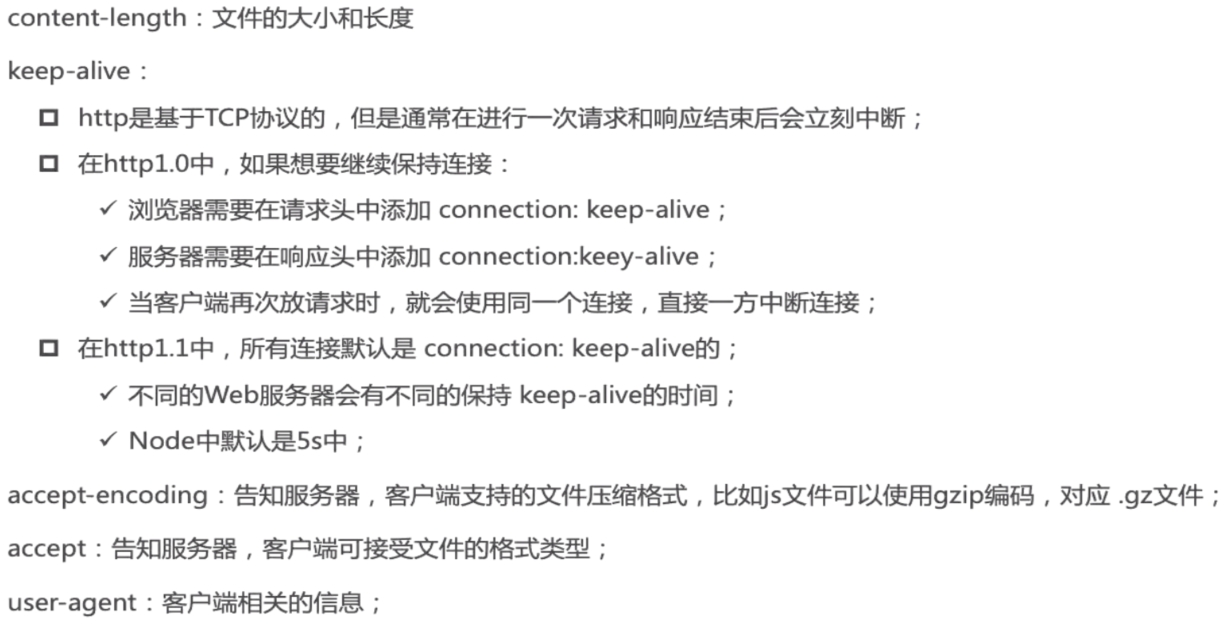 content-length：文件的大小和长度
keep-alive：
http是基于TCP协议的，但是通常在进行一次请求和响应结束后会立刻中断；
在http1.0中，如果想要继续保持连接：
浏览器需要在请求头中添加 connection: keep-alive；
服务器需要在响应头中添加 connection:keey-alive；
当客户端再次放请求时，就会使用同一个连接，直接一方中断连接；
在http1.1中，所有连接默认是 connection: keep-alive的；
不同的Web服务器会有不同的保持 keep-alive的时间；
Node中默认是5s中；
accept-encoding：告知服务器，客户端支持的文件压缩格式，比如js文件可以使用gzip编码，对应 .gz文件；
accept：告知服务器，客户端可接受文件的格式类型；
user-agent：客户端相关的信息；